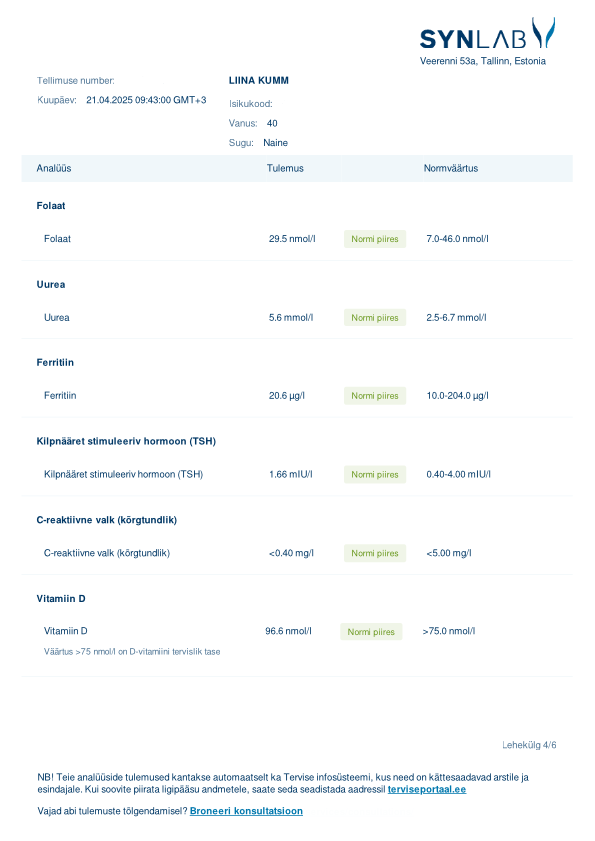 SYNLAB
Veerenni 53a, Tallinn, Estonia
Tellimuse number:
Kuupäev: 21.04.2025 09:43:00 GMT+3
LIINA KUMM
Isikukood:
Vanus: 40
Sugu: Naine
Analüüs Tulemus Normväärtus
Folaat
Folaat 29.5 nmol/l Normi piires 7.0-46.0 nmol/l
Uurea
Uurea 5.6 mmol/l Normi piires 2.5-6.7 mmol/l
Ferritiin
Ferritiin 20.6 µg/l Normi piires 10.0-204.0 µg/l
Kilpnääret stimuleeriv hormoon (TSH)
Kilpnääret stimuleeriv hormoon (TSH) 1.66 mIU/l Normi piires 0.40-4.00 mIU/l
C-reaktiivne valk (kõrgtundlik)
C-reaktiivne valk (kõrgtundlik) <0.40 mg/l Normi piires <5.00 mg/l
Vitamiin D
Vitamiin D 96.6 nmol/l Normi piires >75.0 nmol/l
Väärtus >75 nmol/l on D-vitamiini tervislik tase
Lehekülg 4/6
NB! Teie analüüside tulemused kantakse automaatselt ka Tervise infosüsteemi, kus need on kättesaadavad arstile ja
esindajale. Kui soovite piirata ligipääsu andmetele, saate seda seadistada aadressil terviseportaal.ee
Vajad abi tulemuste tõlgendamisel? Broneeri konsultatsioon